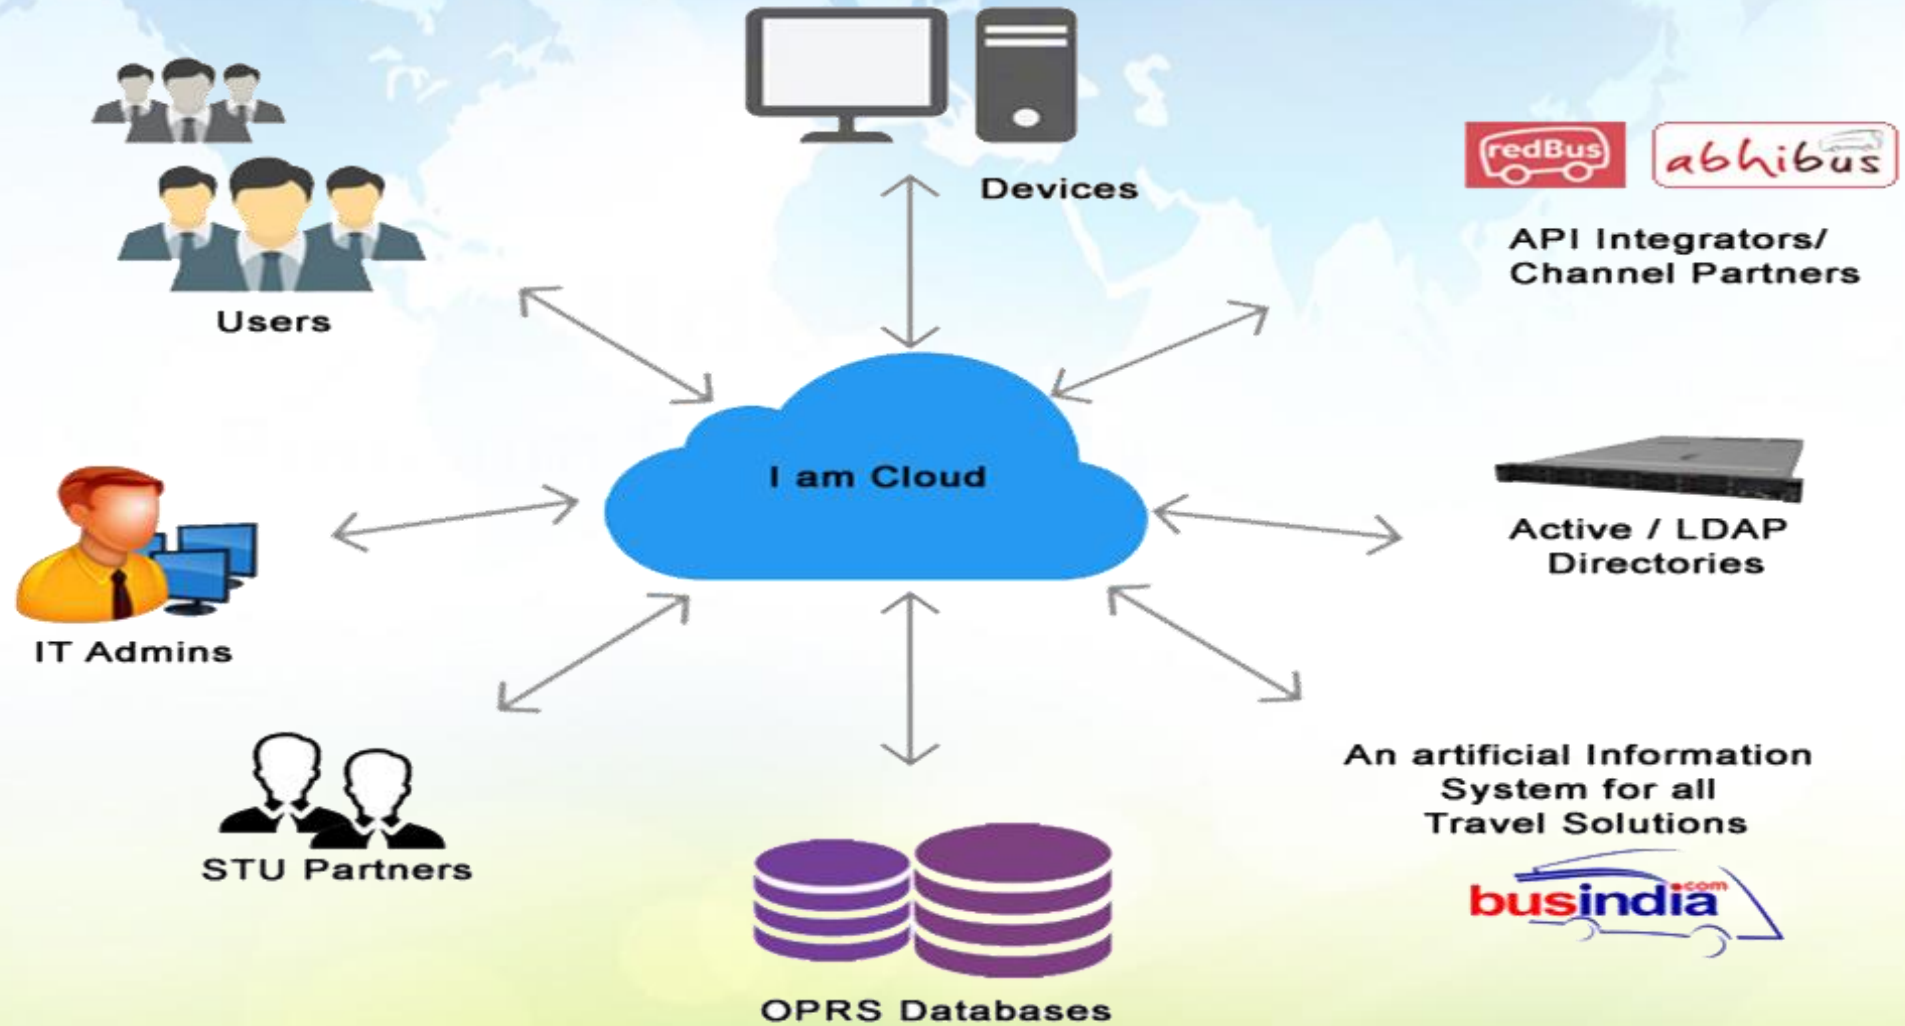 Devices
redBus
abhibus
API Integrators/
Channel Partners
Users
I am Cloud
Active / LDAP
Directories
IT Admins
An artificial Information
System for all
Travel Solutions
STU Partners
busindia.com
OPRS Databases